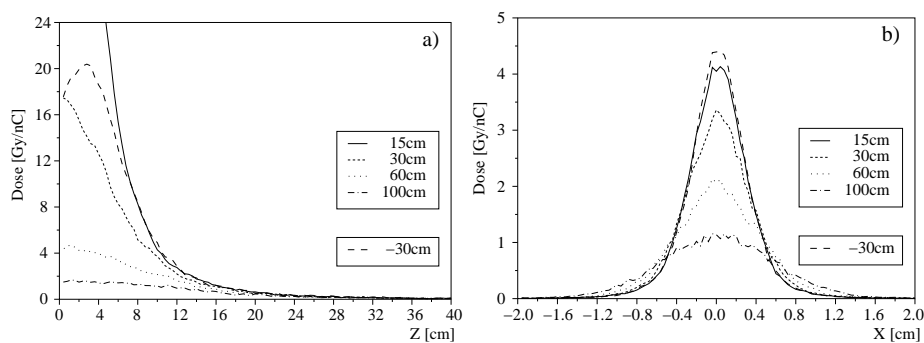 a)
Dose [Gy/nC]
24
20
16
12
8
4
0
15cm
30cm
60cm
100cm
−30cm
0 4 8 12 16 20 24 28 32 36 40
Z [cm]
b)
Dose [Gy/nC]
5
4
3
2
1
0
15cm
30cm
60cm
100cm
−30cm
−2.0 −1.6 −1.2 −0.8 −0.4 0.0 0.4 0.8 1.2 1.6 2.0
X [cm]